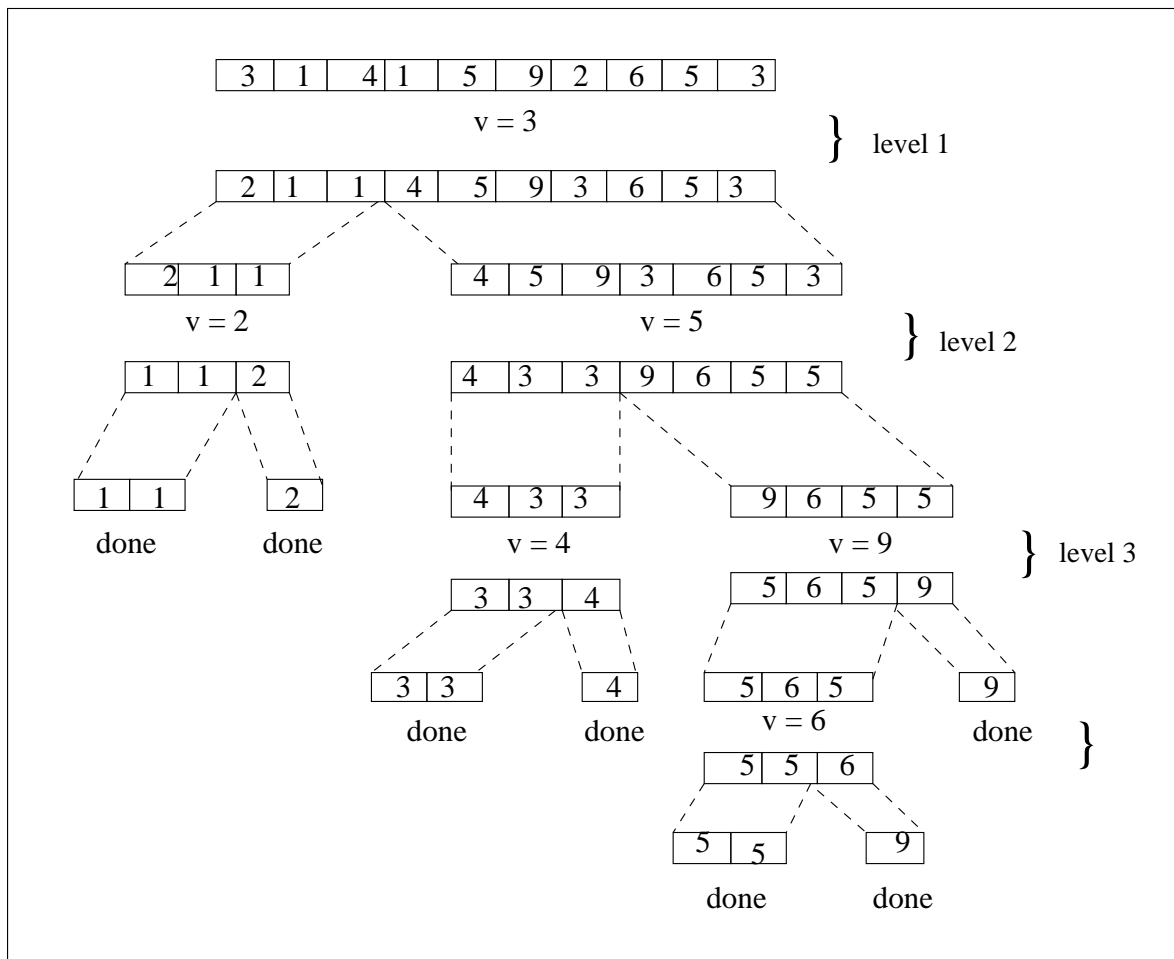 3 1 4 1 5 9 2 6 5 3
v = 3
} level 1
2 1 1 4 5 9 3 6 5 3
2 1 1 4 5 9 3 6 5 3
v = 2 v = 5
} level 2
1 1 2 4 3 3 9 6 5 5
1 1 2 4 3 3 9 6 5 5
done done v = 4 v = 9
} level 3
3 3 4 5 6 5 9
3 3 4 5 6 5 9
done done v = 6 done
}
5 5 6
5 5 9
done done